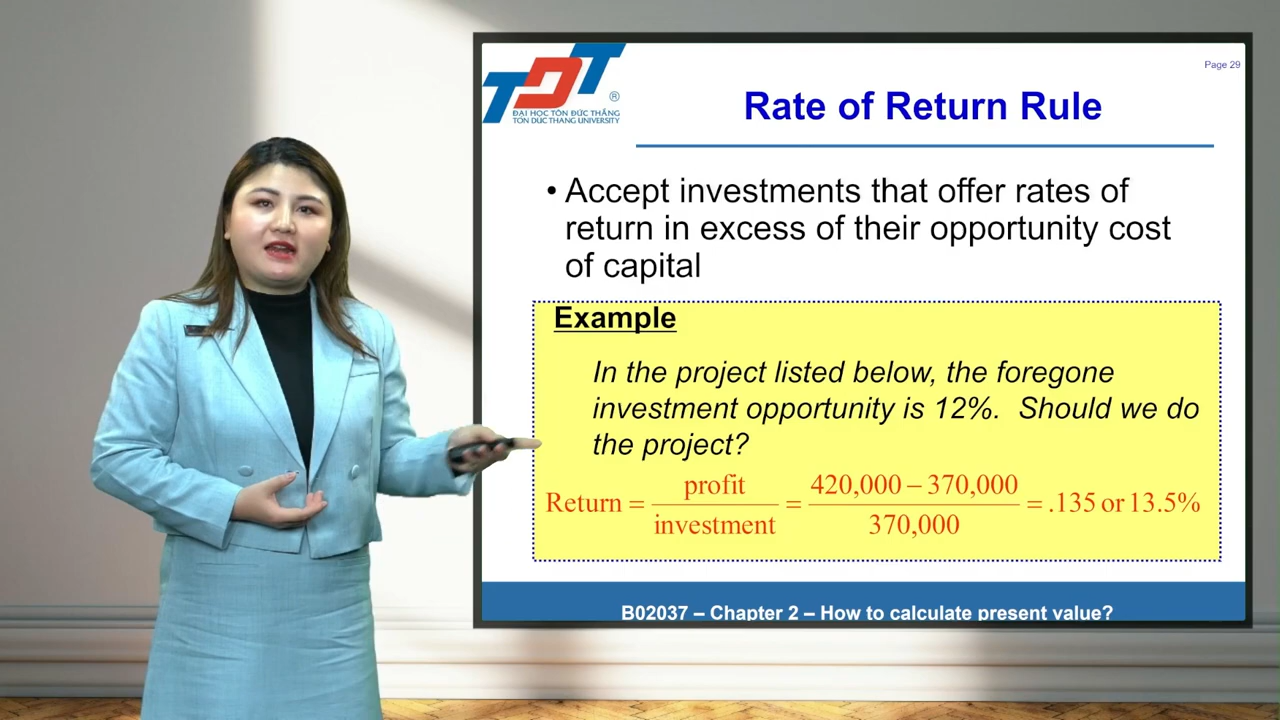 TDT
®
ĐẠI HỌC TÔN ĐỨC THẮNG
TON DUC THANG UNIVERSITY
Page 29
Rate of Return Rule
• Accept investments that offer rates of
return in excess of their opportunity cost
of capital
Example
In the project listed below, the foregone
investment opportunity is 12%. Should we do
the project?
Return = profit / investment = 420,000 – 370,000 / 370,000 = .135 or 13.5%
B02037 – Chapter 2 – How to calculate present value?